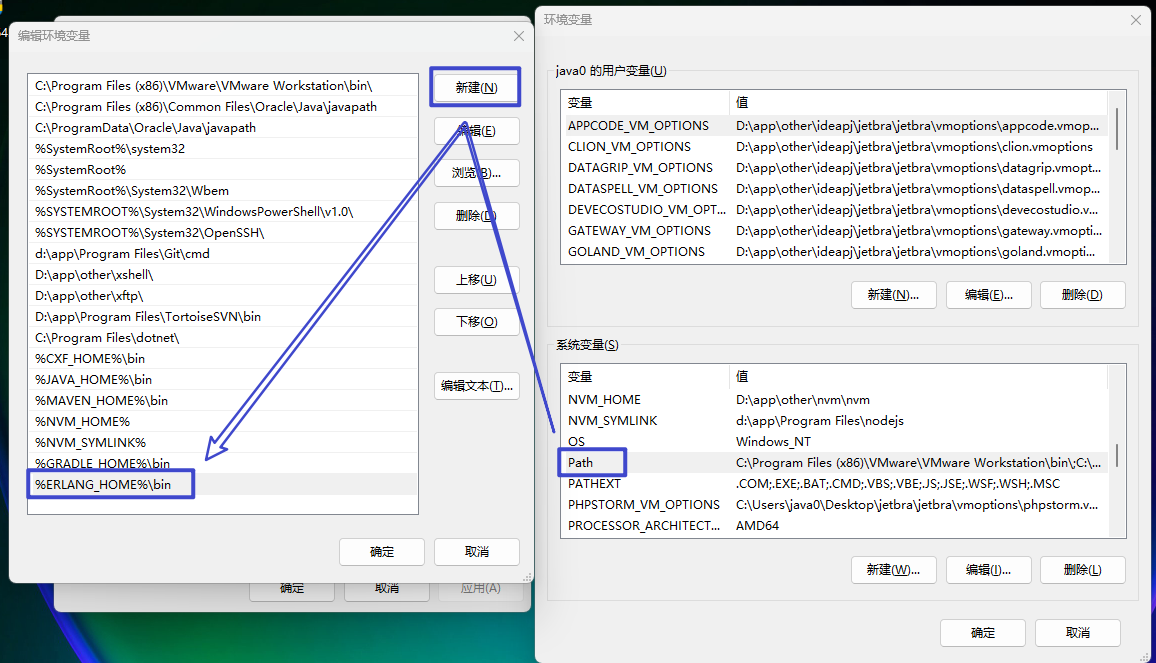 编辑环境变量
C:\Program Files (x86)\VMware\VMware Workstation\bin\
C:\Program Files (x86)\Common Files\Oracle\Java\javapath
C:\ProgramData\Oracle\Java\javapath
%SystemRoot%\system32
%SystemRoot%
%SystemRoot%\System32\Wbem
%SYSTEMROOT%\System32\WindowsPowerShell\v1.0\
%SYSTEMROOT%\System32\OpenSSH\
d:\app\Program Files\Git\cmd
D:\app\other\xshell\
D:\app\other\xftp\
D:\app\Program Files\TortoiseSVN\bin
C:\Program Files\dotnet\
%CXF_HOME%\bin
%JAVA_HOME%\bin
%MAVEN_HOME%\bin
%NVM_HOME%
%NVM_SYMLINK%
%GRADLE_HOME%\bin
%ERLANG_HOME%\bin
新建(N)
编辑(E)
浏览(B)...
删除(D)
上移(U)
下移(O)
编辑文本(T)...
确定 取消
确定 取消 应用(A)
环境变量
java0 的用户变量(U)
变量 值
APPCODE_VM_OPTIONS D:\app\other\ideapj\jetbra\jetbra\vmoptions\appcode.vmop...
CLION_VM_OPTIONS D:\app\other\ideapj\jetbra\jetbra\vmoptions\clion.vmoptions
DATAGRIP_VM_OPTIONS D:\app\other\ideapj\jetbra\jetbra\vmoptions\datagrip.vmopt...
DATASPELL_VM_OPTIONS D:\app\other\ideapj\jetbra\jetbra\vmoptions\dataspell.vmop...
DEVECOSTUDIO_VM_OPT... D:\app\other\ideapj\jetbra\jetbra\vmoptions\devecostudio.v...
GATEWAY_VM_OPTIONS D:\app\other\ideapj\jetbra\jetbra\vmoptions\gateway.vmopti...
GOLAND_VM_OPTIONS D:\app\other\ideapj\jetbra\jetbra\vmoptions\goland.vmopti...
新建(N)... 编辑(E)... 删除(D)
系统变量(S)
变量 值
NVM_HOME D:\app\other\nvm\nvm
NVM_SYMLINK d:\app\Program Files\nodejs
OS Windows_NT
Path C:\Program Files (x86)\VMware\VMware Workstation\bin\;C:\...
PATHEXT .COM;.EXE;.BAT;.CMD;.VBS;.VBE;.JS;.JSE;.WSF;.WSH;.MSC
PHPSTORM_VM_OPTIONS C:\Users\java0\Desktop\jetbra\jetbra\vmoptions\phpstorm.v...
PROCESSOR_ARCHITECT... AMD64
新建(W)... 编辑(I)... 删除(L)
确定 取消